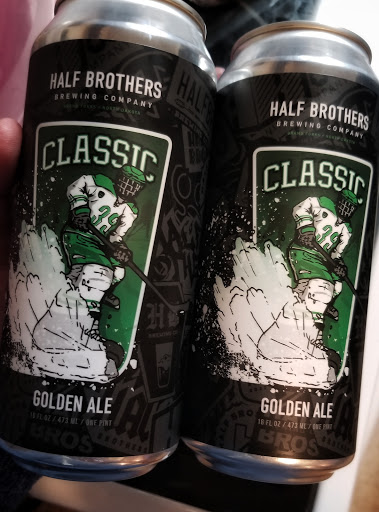 HALF BROTHERS
BREWING COMPANY
CLASSIC
GOLDEN ALE
16 FL OZ / 473 ML / ONE PINT
HALF BROTHERS
BREWING COMPANY
CLASSIC
GOLDEN ALE
16 FL OZ / 473 ML / ONE PINT
BROS